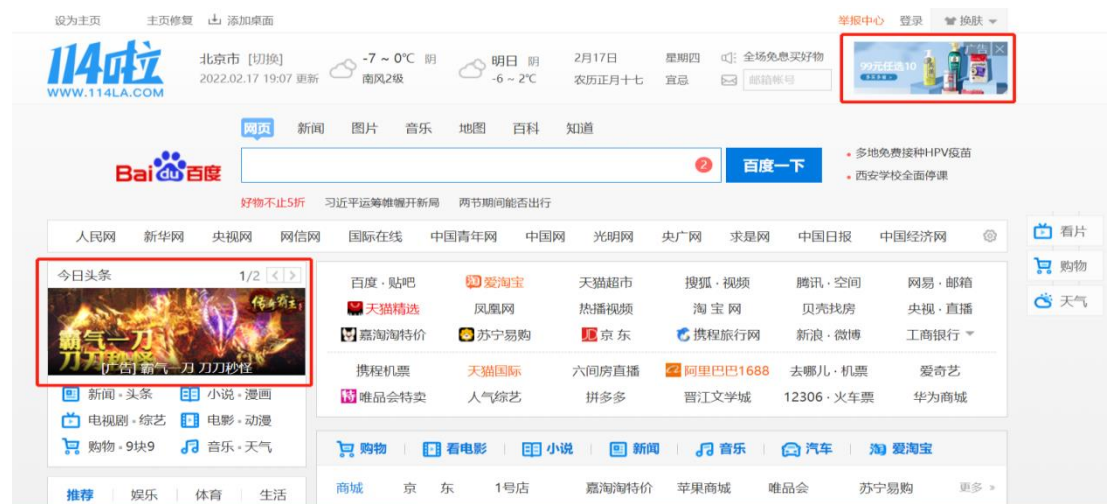 设为主页 主页修复 添加桌面 举报中心 登录 换肤
114啦
WWW.114LA.COM
北京市 [切换] -7 ~ 0℃ 阴 明日 阴 2月17日 星期四 全场免息买好物
2022.02.17 19:07 更新 南风2级 -6 ~ 2℃ 农历正月十七 宜忌 邮箱帐号
广告
99元任选10
网页 新闻 图片 音乐 地图 百科 知道
Bai du 百度 2 百度一下
多地免费接种HPV疫苗
西安学校全面停课
好物不止5折 习近平运筹帷幄开新局 两节期间能否出行
人民网 新华网 央视网 网信网 国际在线 中国青年网 中国网 光明网 央广网 求是网 中国日报 中国经济网
看片
购物
天气
今日头条 1/2
传奇霸主
霸气一刀
刀刀秒怪
[广告] 霸气一刀 刀刀秒怪
新闻 头条 小说 漫画
电视剧 综艺 电影 动漫
购物 9块9 音乐 天气
推荐 娱乐 体育 生活
百度 · 贴吧 爱淘宝 天猫超市 搜狐 · 视频 腾讯 · 空间 网易 · 邮箱
天猫精选 凤凰网 热播视频 淘 宝 网 贝壳找房 央视 · 直播
嘉淘淘特价 苏宁易购 京 东 携程旅行网 新浪 · 微博 工商银行
携程机票 天猫国际 六间房直播 阿里巴巴1688 去哪儿 · 机票 爱奇艺
特 唯品会特卖 人气综艺 拼多多 晋江文学城 12306 · 火车票 华为商城
购物 看电影 小说 新闻 音乐 汽车 爱淘宝
商城 京 东 1号店 嘉淘淘特价 苹果商城 唯品会 苏宁易购 更多 »